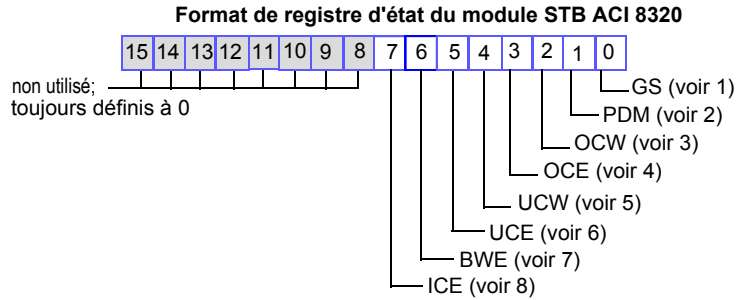 Format de registre d'état du module STB ACI 8320
15 14 13 12 11 10 9 8 7 6 5 4 3 2 1 0
non utilisé;
toujours définis à 0
GS (voir 1)
PDM (voir 2)
OCW (voir 3)
OCE (voir 4)
UCW (voir 5)
UCE (voir 6)
BWE (voir 7)
ICE (voir 8)